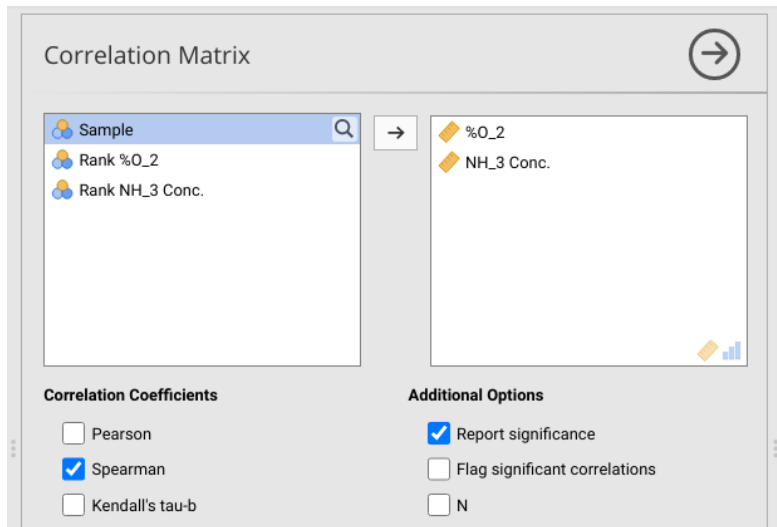 Correlation Matrix
Sample
Rank %O_2
Rank NH_3 Conc.
%O_2
NH_3 Conc.
Correlation Coefficients
Pearson
Spearman
Kendall's tau-b
Additional Options
Report significance
Flag significant correlations
N